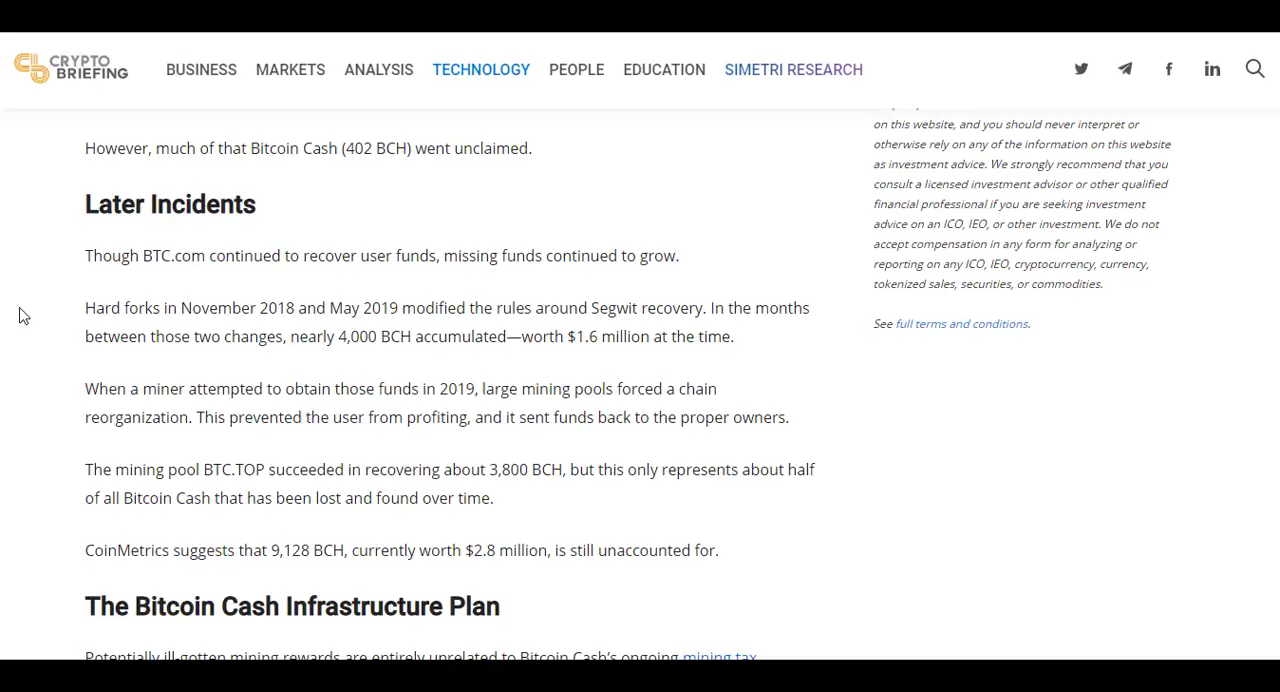 CRYPTO
BRIEFING
BUSINESS MARKETS ANALYSIS TECHNOLOGY PEOPLE EDUCATION SIMETRI RESEARCH
However, much of that Bitcoin Cash (402 BCH) went unclaimed.
Later Incidents
Though BTC.com continued to recover user funds, missing funds continued to grow.
Hard forks in November 2018 and May 2019 modified the rules around Segwit recovery. In the months
between those two changes, nearly 4,000 BCH accumulated—worth $1.6 million at the time.
When a miner attempted to obtain those funds in 2019, large mining pools forced a chain
reorganization. This prevented the user from profiting, and it sent funds back to the proper owners.
The mining pool BTC.TOP succeeded in recovering about 3,800 BCH, but this only represents about half
of all Bitcoin Cash that has been lost and found over time.
CoinMetrics suggests that 9,128 BCH, currently worth $2.8 million, is still unaccounted for.
The Bitcoin Cash Infrastructure Plan
Potentially ill-gotten mining rewards are entirely unrelated to Bitcoin Cash's ongoing mining tax
on this website, and you should never interpret or
otherwise rely on any of the information on this website
as investment advice. We strongly recommend that you
consult a licensed investment advisor or other qualified
financial professional if you are seeking investment
advice on an ICO, IEO, or other investment. We do not
accept compensation in any form for analyzing or
reporting on any ICO, IEO, cryptocurrency, currency,
tokenized sales, securities, or commodities.
See full terms and conditions.